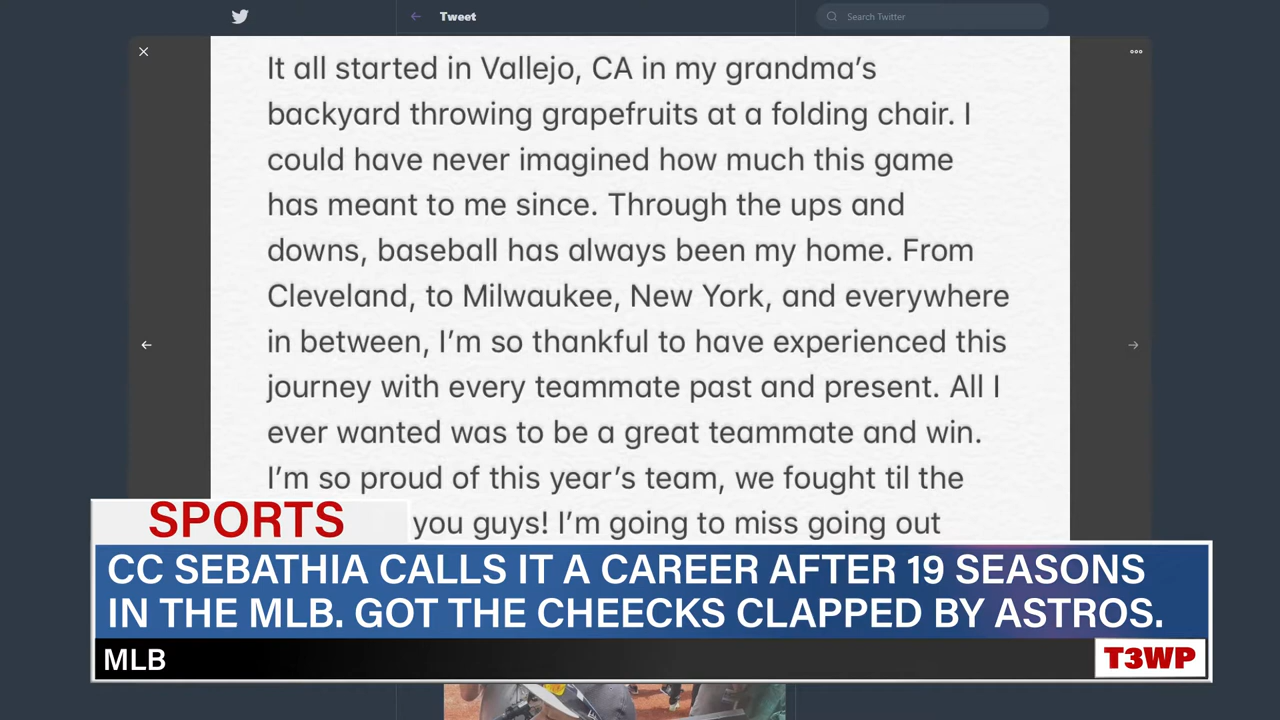 Tweet
Search Twitter
It all started in Vallejo, CA in my grandma's
backyard throwing grapefruits at a folding chair. I
could have never imagined how much this game
has meant to me since. Through the ups and
downs, baseball has always been my home. From
Cleveland, to Milwaukee, New York, and everywhere
in between, I'm so thankful to have experienced this
journey with every teammate past and present. All I
ever wanted was to be a great teammate and win.
I'm so proud of this year's team, we fought til the
you guys! I'm going to miss going out
SPORTS
CC SEBATHIA CALLS IT A CAREER AFTER 19 SEASONS
IN THE MLB. GOT THE CHEECKS CLAPPED BY ASTROS.
MLB
T3WP